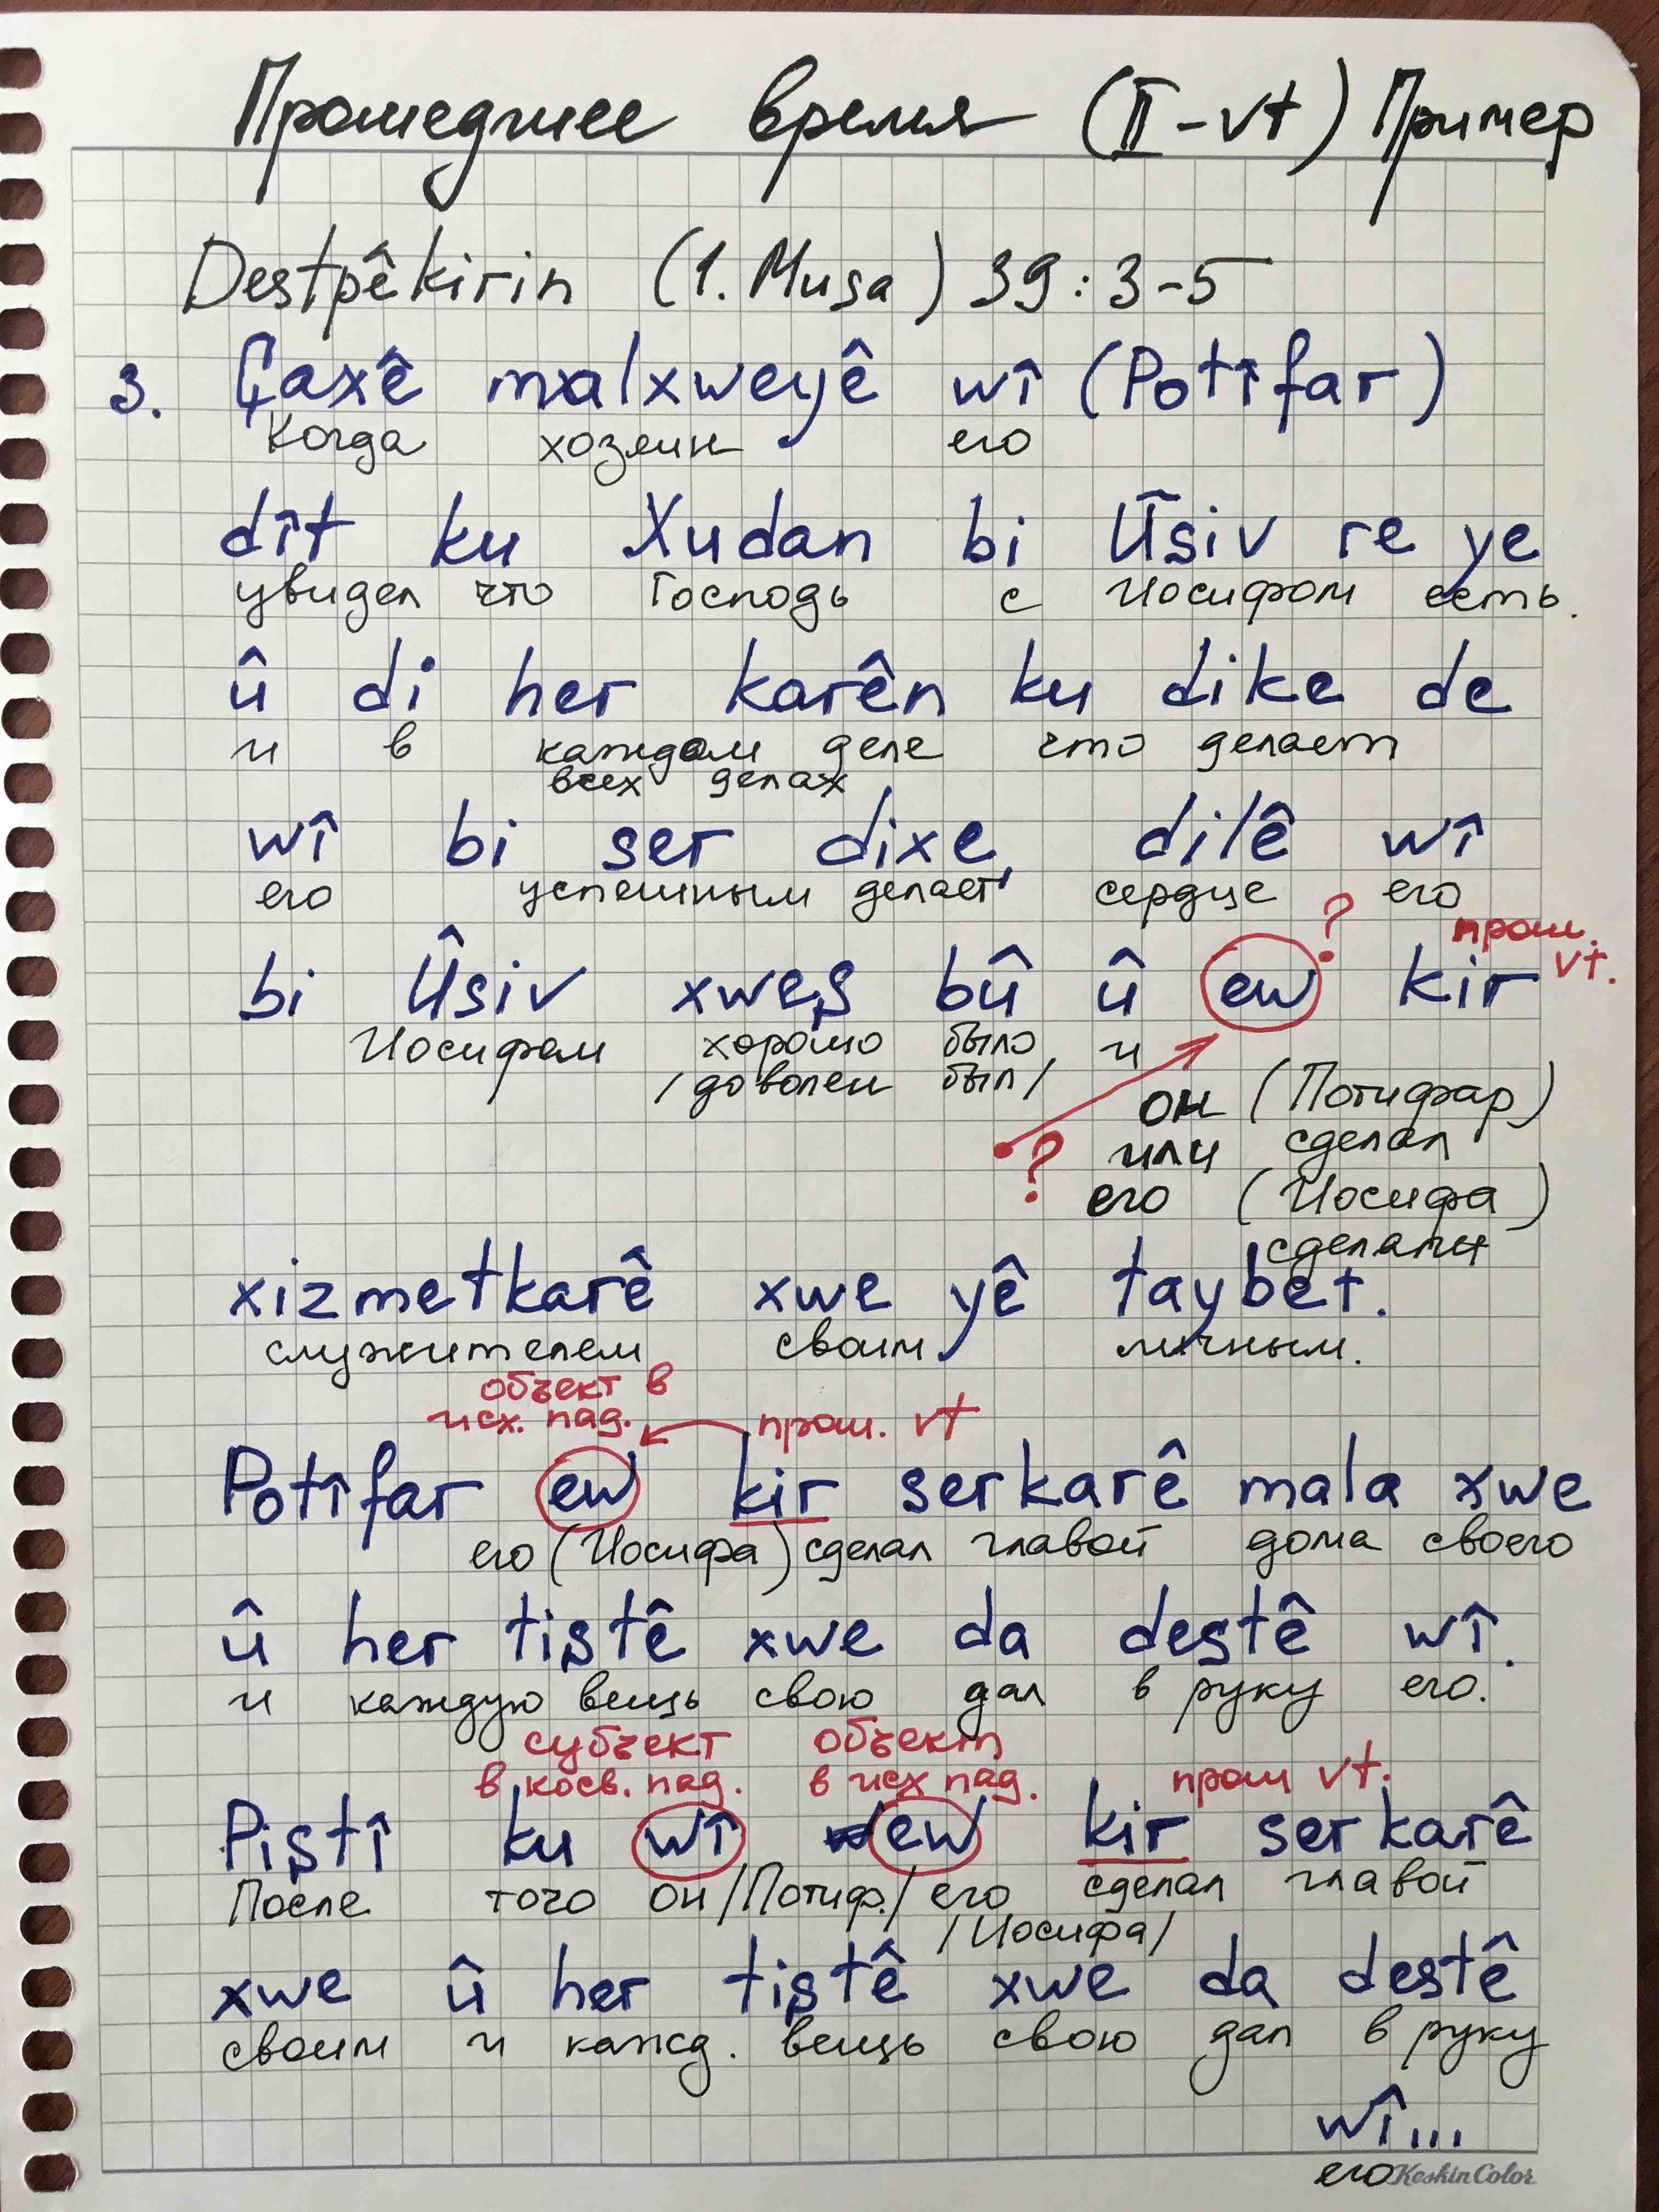 Прошедшее время (II-vt) Пример
Destpêkirin (1. Musa) 39:3-5
3. Çaxê malxweyê wî (Potîfar)
Когда хозяин его
dît ku Xudan bi Ûsiv re ye
увидел что Господь с Иосифом есть.
û di her karên ku dike de
и в каждом деле что делает
всех делах
wî bi ser dixe, dilê wî
его успешным делает, сердце его
? прош. vt.
bi Ûsiv xweş bû û ew kir
Иосифом хорошо было и
/доволен был/
он (Потифар)
? или сделал
его (Иосифа)
сделали
xizmetkarê xwe yê taybet.
служителем своим личным.
объект в
исх. пад. прош. vt
Potîfar ew kir serkarê mala xwe
его (Иосифа) сделал главой дома своего
û her tiştê xwe da destê wî.
и каждую вещь свою дал в руку его.
субъект объект
в косв. пад. в исх пад. прош vt.
Piştî ku wî ew kir serkarê
После того он /Потиф./ его сделал главой
/Иосифа/
xwe û her tiştê xwe da destê
своим и кажд. вещь свою дал в руку
wî...
его
KeskinColor